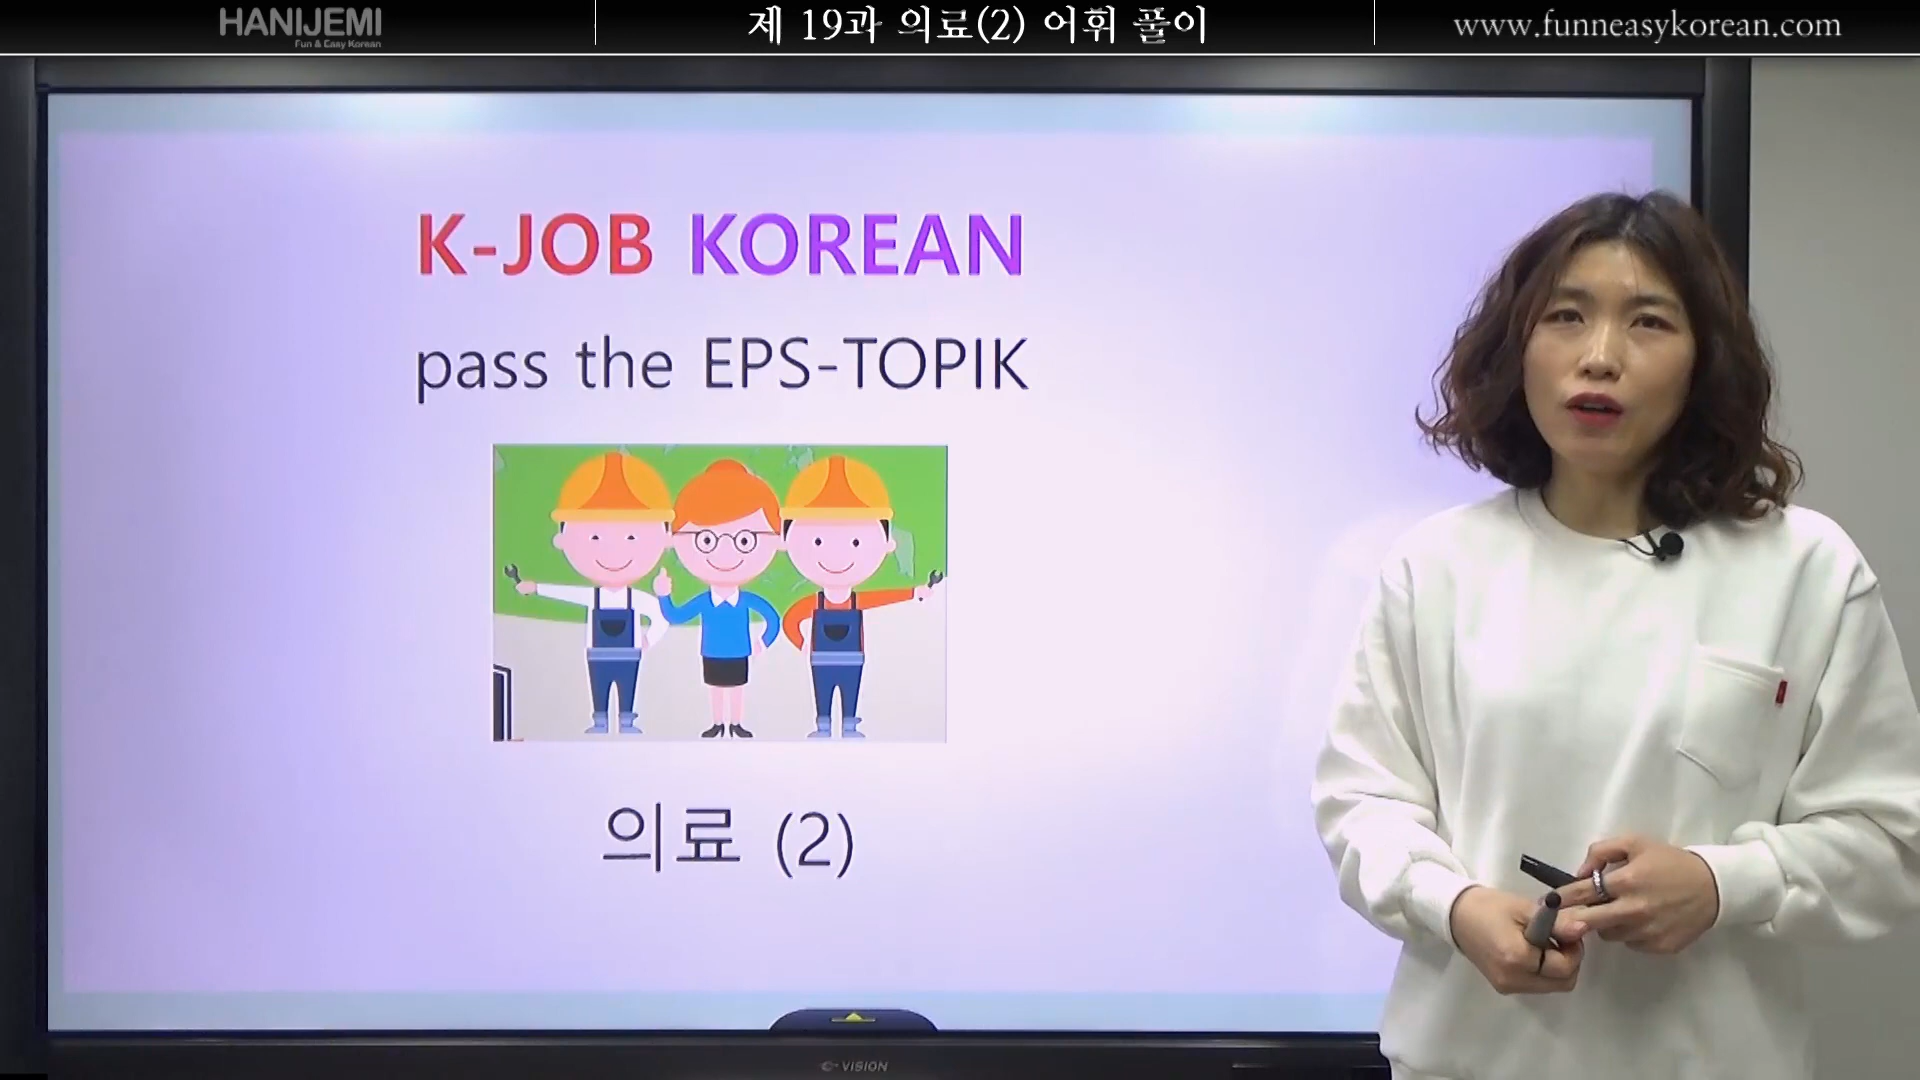 HANIJEMI
Fun & Easy Korean
제 19과 의료(2) 어휘 풀이
www.funneasykorean.com
K-JOB KOREAN
pass the EPS-TOPIK
의료 (2)
C-VISION